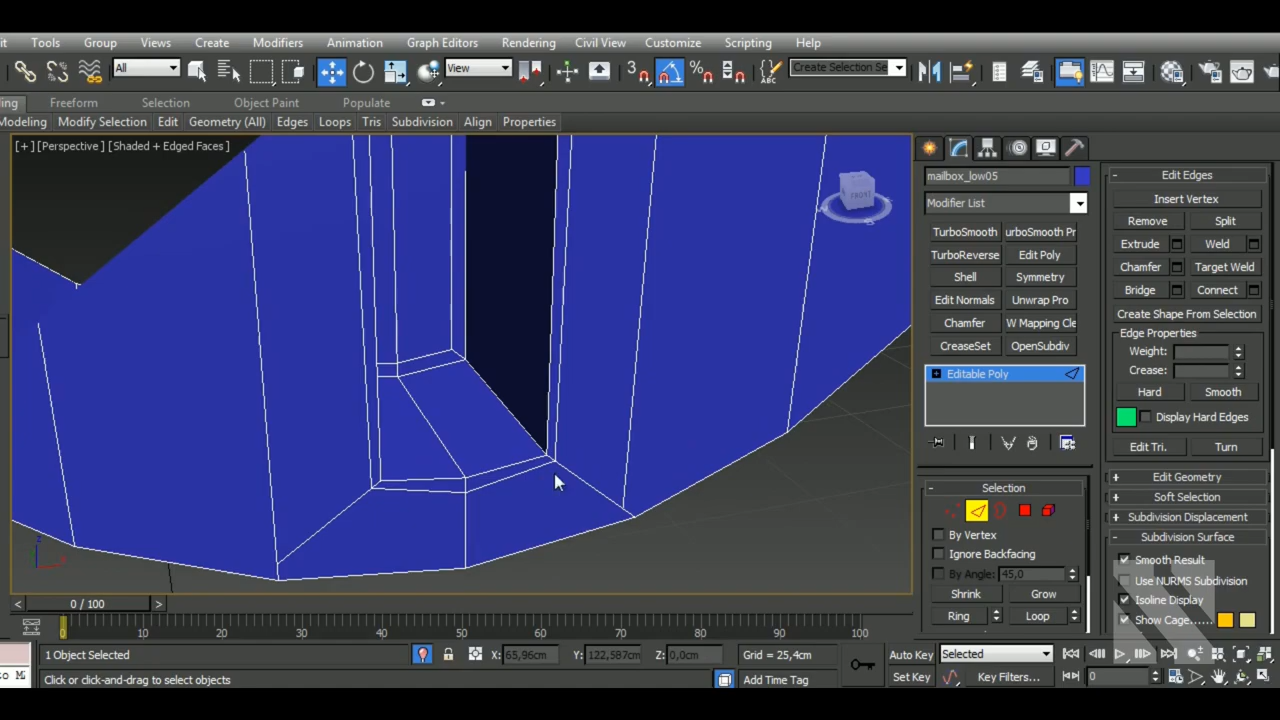 it Tools Group Views Create Modifiers Animation Graph Editors Rendering Civil View Customize Scripting Help
All View 3 % ABC Create Selection Se
ling Freeform Selection Object Paint Populate
Modeling Modify Selection Edit Geometry (All) Edges Loops Tris Subdivision Align Properties
[+] [Perspective] [Shaded + Edged Faces]
FRONT
mailbox_low05
Modifier List
TurboSmooth urboSmooth Pr
TurboReverse Edit Poly
Shell Symmetry
Edit Normals Unwrap Pro
Chamfer W Mapping Cle
CreaseSet OpenSubdiv
Editable Poly
- Selection
By Vertex
Ignore Backfacing
By Angle: 45,0
Shrink Grow
Ring Loop
- Edit Edges
Insert Vertex
Remove Split
Extrude Weld
Chamfer Target Weld
Bridge Connect
Create Shape From Selection
Edge Properties
Weight:
Crease:
Hard Smooth
Display Hard Edges
Edit Tri. Turn
+ Edit Geometry
+ Soft Selection
+ Subdivision Displacement
- Subdivision Surface
Smooth Result
Use NURMS Subdivision
Isoline Display
Show Cage......
< 0 / 100 >
0 10 20 30 40 50 60 70 80 90 100
1 Object Selected X: 65,96cm Y: 122,587cm Z: 0,0cm Grid = 25,4cm Auto Key Selected
to Mi Click or click-and-drag to select objects Add Time Tag Set Key Key Filters... 0